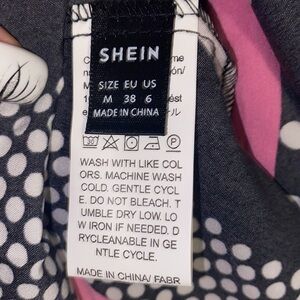 SHEIN
SIZE EU US
M 38 6
MADE IN CHINA
WASH WITH LIKE COL
ORS. MACHINE WASH
COLD. GENTLE CYCL
E. DO NOT BLEACH. T
UMBLE DRY LOW. LO
W IRON IF NEEDED. D
RYCLEANABLE IN GE
NTLE CYCLE.
MADE IN CHINA/ FABR